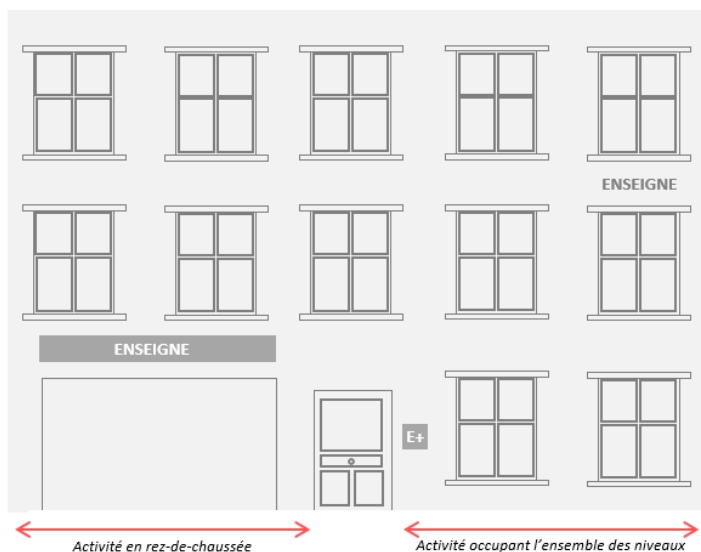 ENSEIGNE
ENSEIGNE
E+
Activité en rez-de-chaussée
Activité occupant l'ensemble des niveaux